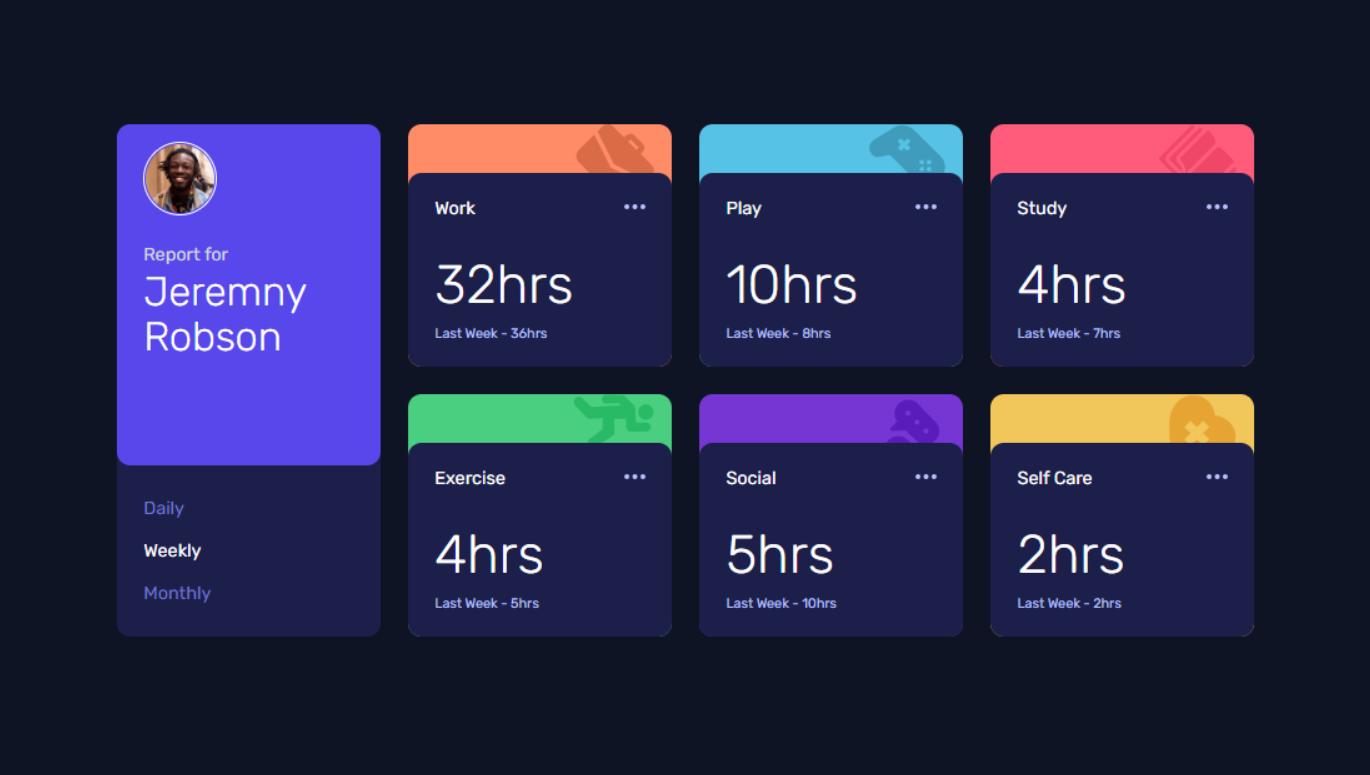 Report for
Jeremny
Robson
Daily
Weekly
Monthly
Work
32hrs
Last Week - 36hrs
Play
10hrs
Last Week - 8hrs
Study
4hrs
Last Week - 7hrs
Exercise
4hrs
Last Week - 5hrs
Social
5hrs
Last Week - 10hrs
Self Care
2hrs
Last Week - 2hrs